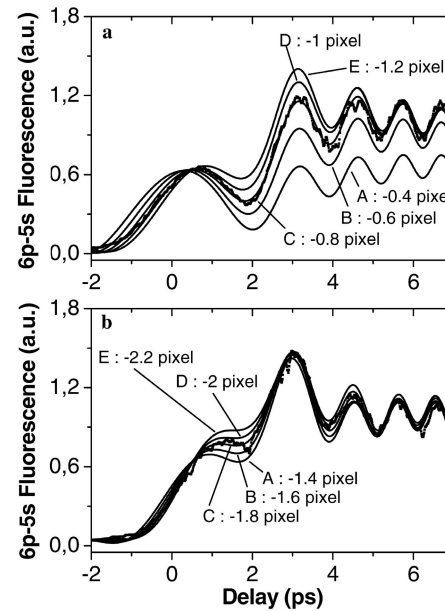 a
D : -1 pixel
E : -1.2 pixel
A : -0.4 pixe
B : -0.6 pixel
C : -0.8 pixel
1,8
1,2
0,6
0,0
-2 0 2 4 6
6p-5s Fluorescence (a.u.)
b
E : -2.2 pixel
D : -2 pixel
A : -1.4 pixel
B : -1.6 pixel
C : -1.8 pixel
1,8
1,2
0,6
0,0
-2 0 2 4 6
6p-5s Fluorescence (a.u.)
Delay (ps)